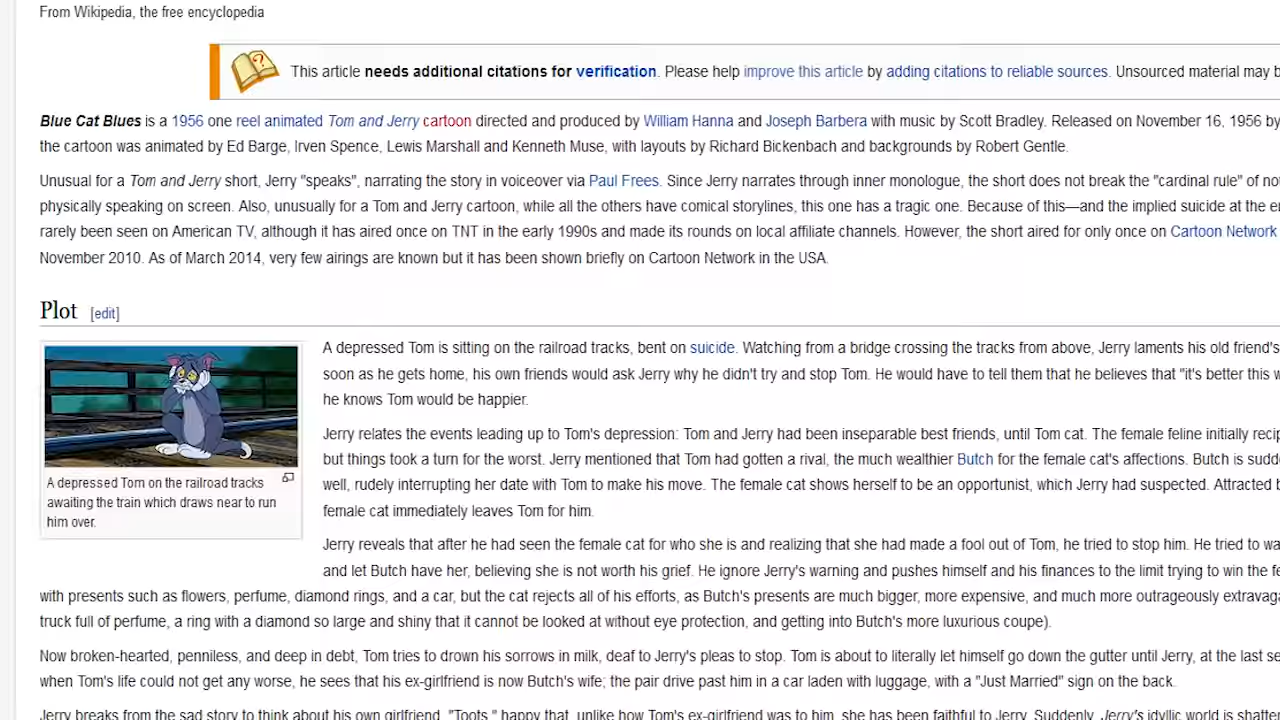 From Wikipedia, the free encyclopedia
This article needs additional citations for verification. Please help improve this article by adding citations to reliable sources. Unsourced material may b
Blue Cat Blues is a 1956 one reel animated Tom and Jerry cartoon directed and produced by William Hanna and Joseph Barbera with music by Scott Bradley. Released on November 16, 1956 by
the cartoon was animated by Ed Barge, Irven Spence, Lewis Marshall and Kenneth Muse, with layouts by Richard Bickenbach and backgrounds by Robert Gentle.
Unusual for a Tom and Jerry short, Jerry "speaks", narrating the story in voiceover via Paul Frees. Since Jerry narrates through inner monologue, the short does not break the "cardinal rule" of no
physically speaking on screen. Also, unusually for a Tom and Jerry cartoon, while all the others have comical storylines, this one has a tragic one. Because of this—and the implied suicide at the e
rarely been seen on American TV, although it has aired once on TNT in the early 1990s and made its rounds on local affiliate channels. However, the short aired for only once on Cartoon Network
November 2010. As of March 2014, very few airings are known but it has been shown briefly on Cartoon Network in the USA.
Plot [edit]
A depressed Tom on the railroad tracks
awaiting the train which draws near to run
him over.
A depressed Tom is sitting on the railroad tracks, bent on suicide. Watching from a bridge crossing the tracks from above, Jerry laments his old friend's
soon as he gets home, his own friends would ask Jerry why he didn't try and stop Tom. He would have to tell them that he believes that "it's better this w
he knows Tom would be happier.
Jerry relates the events leading up to Tom's depression: Tom and Jerry had been inseparable best friends, until Tom cat. The female feline initially reci
but things took a turn for the worst. Jerry mentioned that Tom had gotten a rival, the much wealthier Butch for the female cat's affections. Butch is sudd
well, rudely interrupting her date with Tom to make his move. The female cat shows herself to be an opportunist, which Jerry had suspected. Attracted b
female cat immediately leaves Tom for him.
Jerry reveals that after he had seen the female cat for who she is and realizing that she had made a fool out of Tom, he tried to stop him. He tried to wa
and let Butch have her, believing she is not worth his grief. He ignore Jerry's warning and pushes himself and his finances to the limit trying to win the fe
with presents such as flowers, perfume, diamond rings, and a car, but the cat rejects all of his efforts, as Butch's presents are much bigger, more expensive, and much more outrageously extravaga
truck full of perfume, a ring with a diamond so large and shiny that it cannot be looked at without eye protection, and getting into Butch's more luxurious coupe).
Now broken-hearted, penniless, and deep in debt, Tom tries to drown his sorrows in milk, deaf to Jerry's pleas to stop. Tom is about to literally let himself go down the gutter until Jerry, at the last se
when Tom's life could not get any worse, he sees that his ex-girlfriend is now Butch's wife; the pair drive past him in a car laden with luggage, with a "Just Married" sign on the back.
Jerry breaks from the sad story to think about his own girlfriend, "Toots," happy that, unlike how Tom's ex-girlfriend was to him, she has been faithful to Jerry. Suddenly, Jerry's idyllic world is shatte